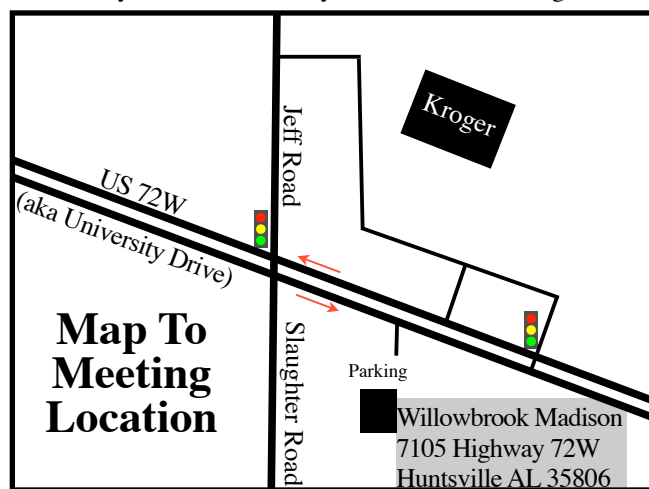 Kroger
Jeff Road
US 72W
(aka University Drive)
Map To
Meeting
Location
Slaughter Road
Parking
Willowbrook Madison
7105 Highway 72W
Huntsville AL 35806